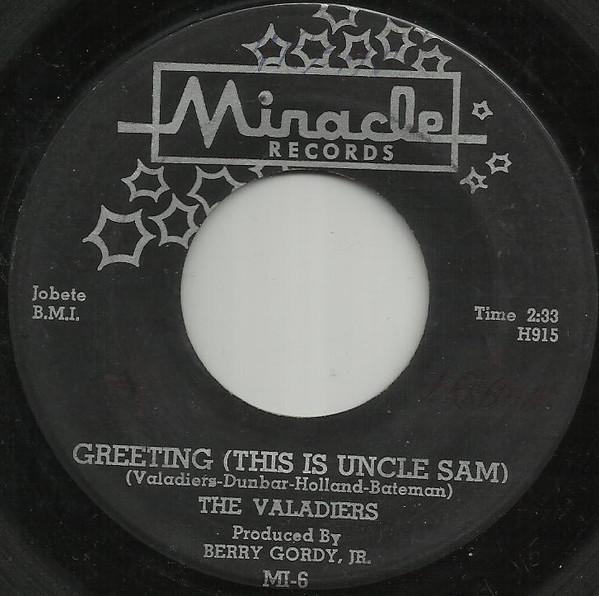 Miracle
RECORDS
Jobete
B.M.I.
Time 2:33
H915
GREETING (THIS IS UNCLE SAM)
(Valadiers-Dunbar-Holland-Bateman)
THE VALADIERS
Produced By
BERRY GORDY, JR.
MI-6